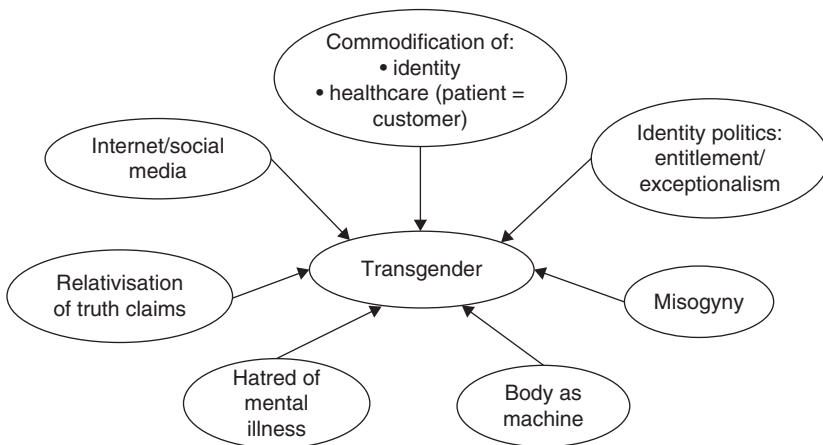 Commodification of:
• identity
• healthcare (patient =
customer)
Internet/social
media
Identity politics:
entitlement/
exceptionalism
Transgender
Relativisation
of truth claims
Misogyny
Hatred of
mental
illness
Body as
machine